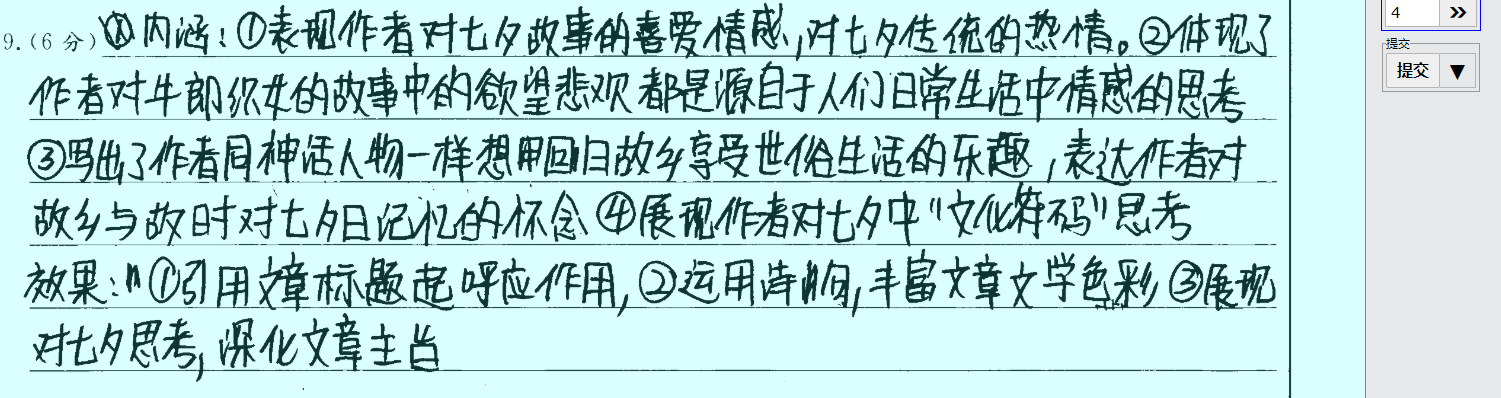 4 »
提交
提交 ▼
9.(6 分) 内涵:①表现作者对七夕故事的喜爱情感,对七夕传统的热情。②体现了
作者对牛郎织女的故事中的欲望悲欢都是源自于人们日常生活中情感的思考
③写出了作者同神话人物一样想用回归故乡享受世俗生活的乐趣,表达作者对
故乡与故时对七夕日记忆的怀念④展现作者对七夕中"文化符码"思考
效果:①引用文章标题起呼应作用,②运用诗句,丰富文章文学色彩③展现
对七夕思考,深化文章主旨